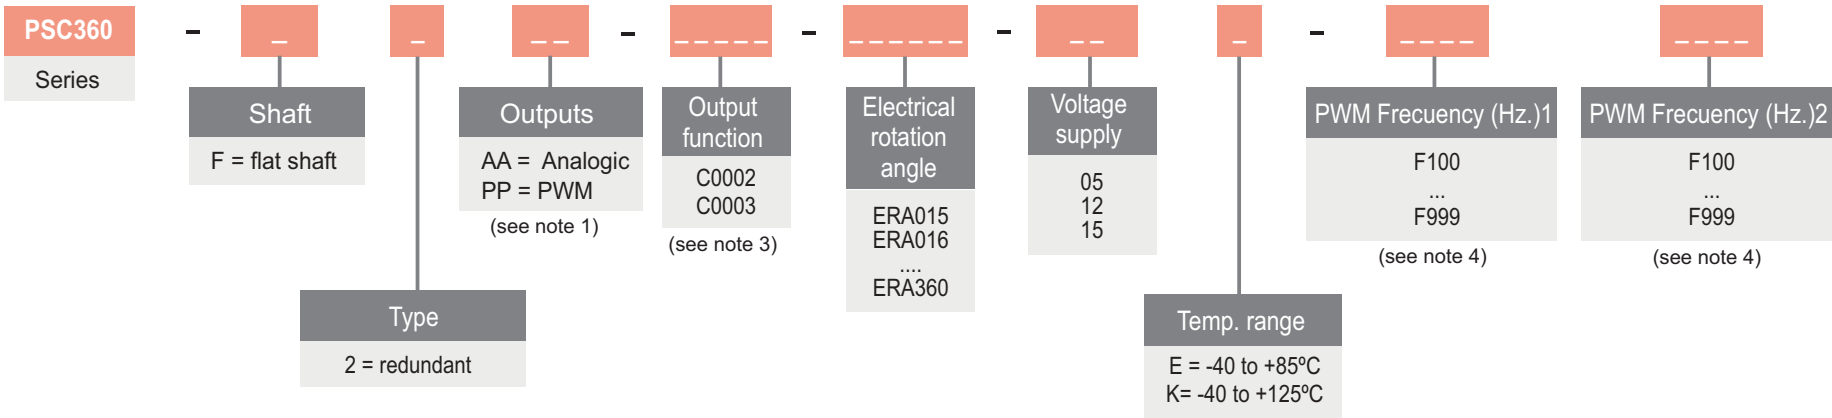 PSC360 - _ _ _ _ - _ _ _ _ _ - _ _ _ _ _ _ - _ _ _ - _ _ _ _ _ _ _ _
Series
Shaft
F = flat shaft
Type
2 = redundant
Outputs
AA = Analogic
PP = PWM
(see note 1)
Output
function
C0002
C0003
(see note 3)
Electrical
rotation
angle
ERA015
ERA016
....
ERA360
Voltage
supply
05
12
15
Temp. range
E = -40 to +85ºC
K= -40 to +125ºC
PWM Frecuency (Hz.)1
F100
...
F999
(see note 4)
PWM Frecuency (Hz.)2
F100
...
F999
(see note 4)